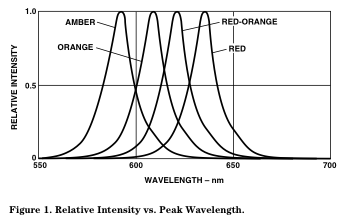 1.0
AMBER
RED-ORANGE
ORANGE
RED
RELATIVE INTENSITY
0.5
0
550
600
650
700
WAVELENGTH – nm
Figure 1. Relative Intensity vs. Peak Wavelength.